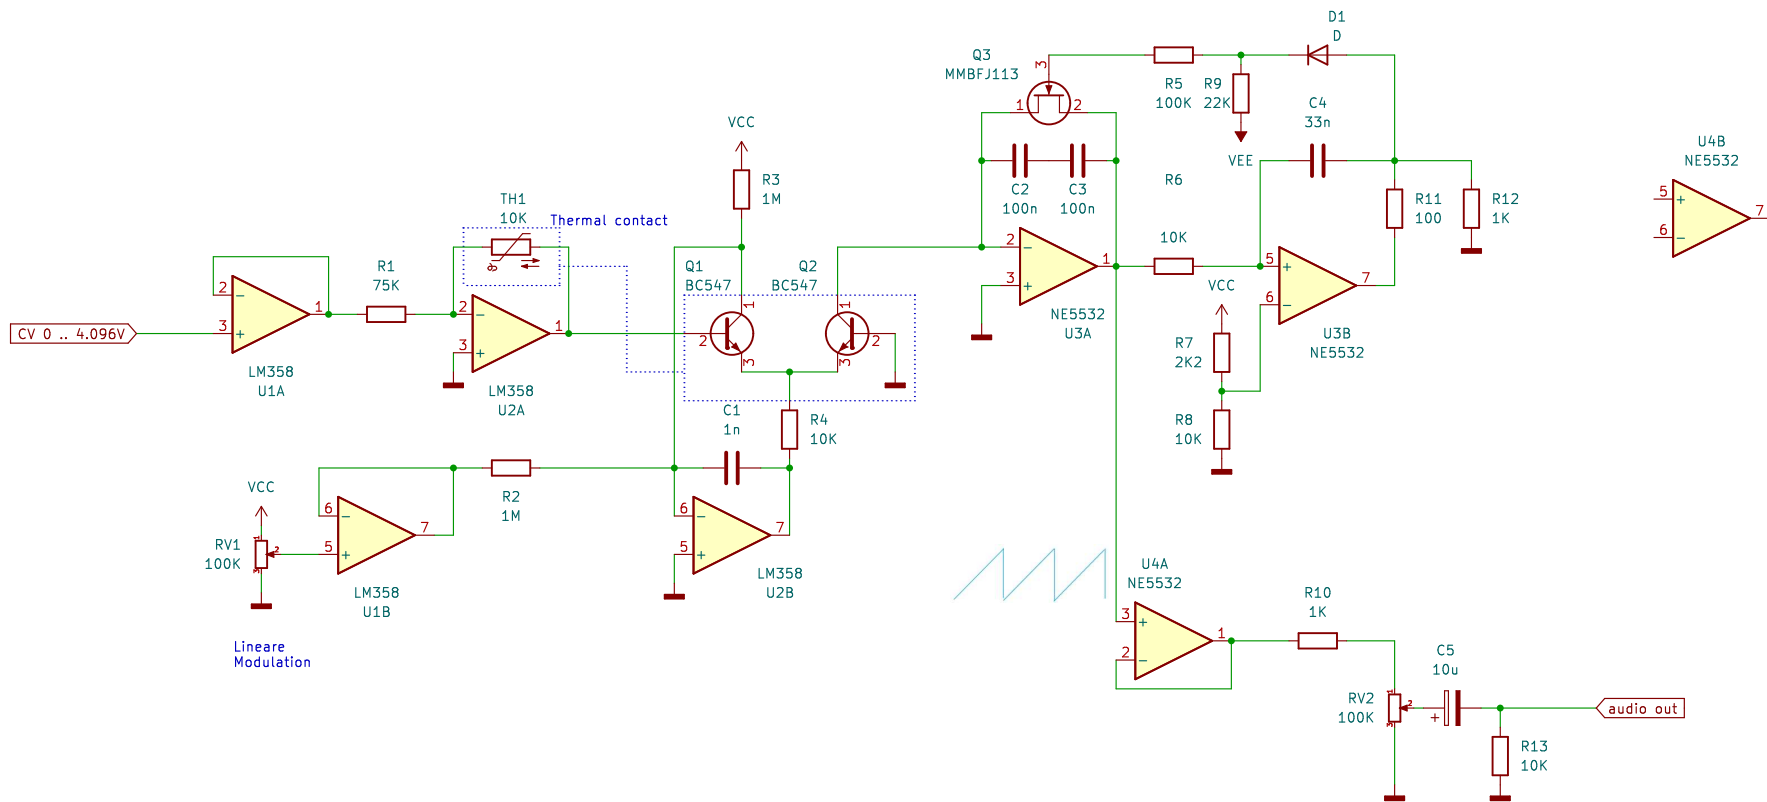 CV 0 .. 4.096V
2
3
1
LM358
U1A
R1
75K
TH1
10K
Thermal contact
θ
2
3
1
LM358
U2A
VCC
R3
1M
Q1
BC547
Q2
BC547
1
2
3
1
2
3
C1
1n
R4
10K
VCC
RV1
100K
1
2
3
6
5
7
LM358
U1B
Lineare
Modulation
R2
1M
6
5
7
LM358
U2B
Q3
MMBFJ113
3
1
2
C2
100n
C3
100n
2
3
1
NE5532
U3A
R5
100K
R9
22K
VEE
D1
D
C4
33n
R6
10K
VCC
R7
2K2
R8
10K
5
6
7
U3B
NE5532
R11
100
R12
1K
U4B
NE5532
5
6
7
U4A
NE5532
3
2
1
R10
1K
RV2
100K
1
2
3
C5
10u
+
R13
10K
audio out